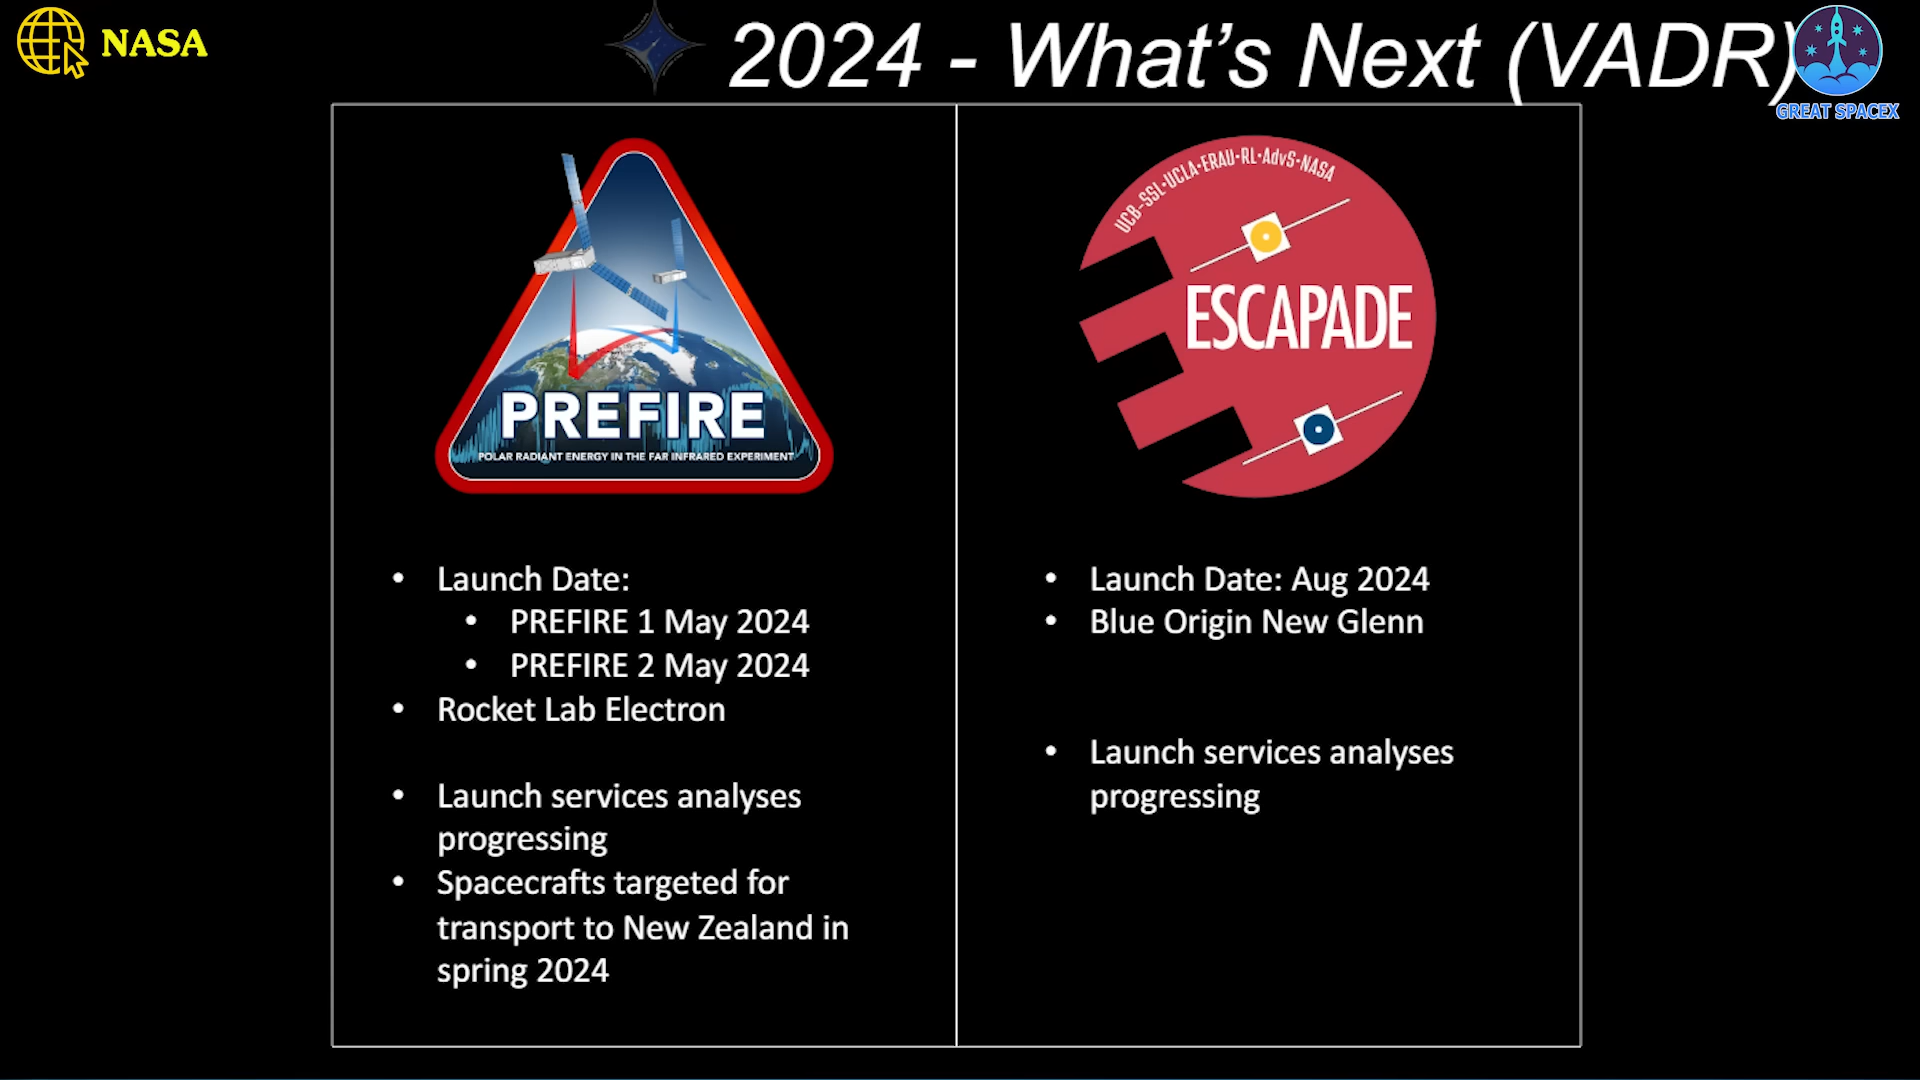 NASA
2024 - What's Next (VADR)
GREAT SPACEX
PREFIRE
POLAR RADIANT ENERGY IN THE FAR INFRARED EXPERIMENT
• Launch Date:
• PREFIRE 1 May 2024
• PREFIRE 2 May 2024
• Rocket Lab Electron
• Launch services analyses
progressing
• Spacecrafts targeted for
transport to New Zealand in
spring 2024
UCB-SSL•UCLA•ERAU•RL•AdvS•NASA
ESCAPADE
• Launch Date: Aug 2024
• Blue Origin New Glenn
• Launch services analyses
progressing